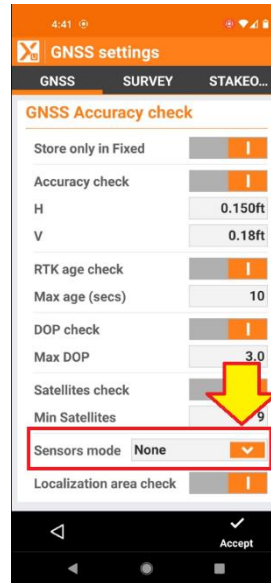 4:41
GNSS settings
GNSS SURVEY STAKEO...
GNSS Accuracy check
Store only in Fixed
Accuracy check
H 0.150ft
V 0.18ft
RTK age check
Max age (secs) 10
DOP check
Max DOP 3.0
Satellites check
Min Satellites 9
Sensors mode None
Localization area check
Accept